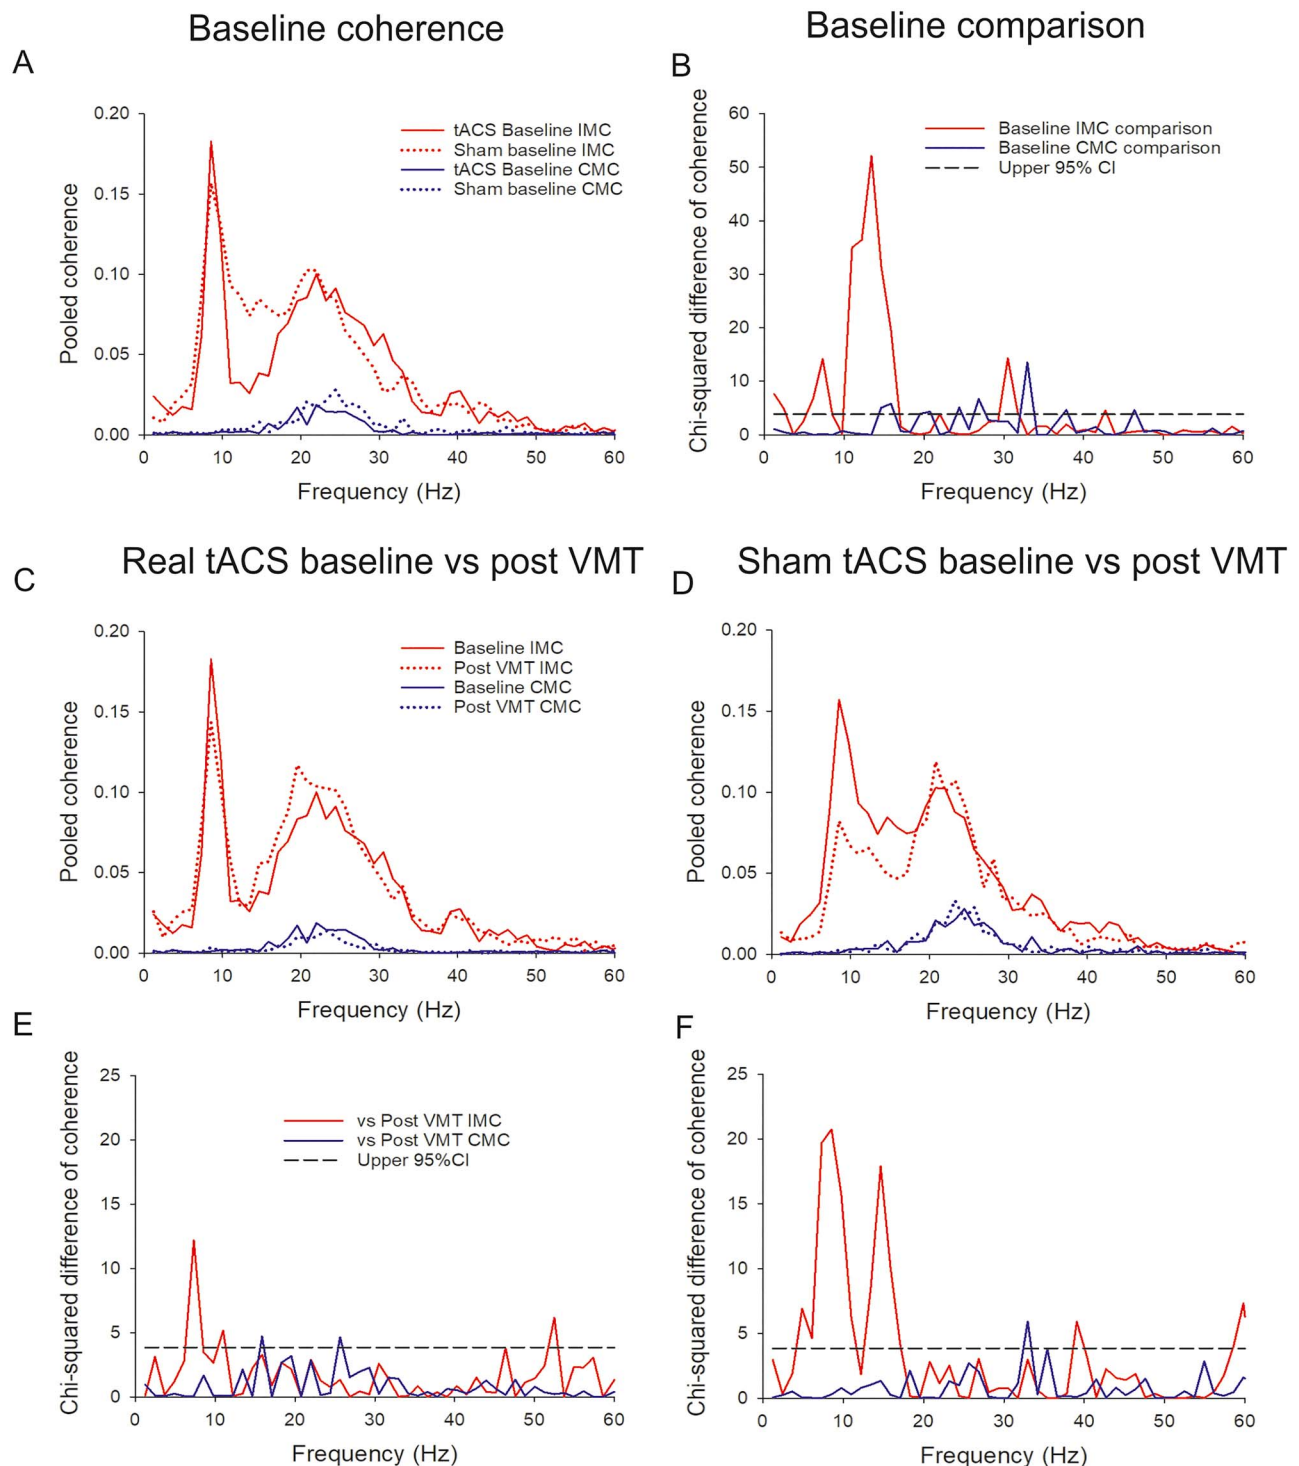 Baseline coherence
Baseline comparison
A
B
Pooled coherence
0.20
0.15
0.10
0.05
0.00
tACS Baseline IMC
Sham baseline IMC
tACS Baseline CMC
Sham baseline CMC
0 10 20 30 40 50 60
Frequency (Hz)
Chi-squared difference of coherence
60
50
40
30
20
10
0
Baseline IMC comparison
Baseline CMC comparison
Upper 95% CI
0 10 20 30 40 50 60
Frequency (Hz)
Real tACS baseline vs post VMT
Sham tACS baseline vs post VMT
C
D
Pooled coherence
0.20
0.15
0.10
0.05
0.00
Baseline IMC
Post VMT IMC
Baseline CMC
Post VMT CMC
0 10 20 30 40 50 60
Frequency (Hz)
Pooled coherence
0.20
0.15
0.10
0.05
0.00
0 10 20 30 40 50 60
Frequency (Hz)
E
F
Chi-squared difference of coherence
25
20
15
10
5
0
vs Post VMT IMC
vs Post VMT CMC
Upper 95%CI
0 10 20 30 40 50 60
Frequency (Hz)
Chi-squared difference of coherence
25
20
15
10
5
0
0 10 20 30 40 50 60
Frequency (Hz)